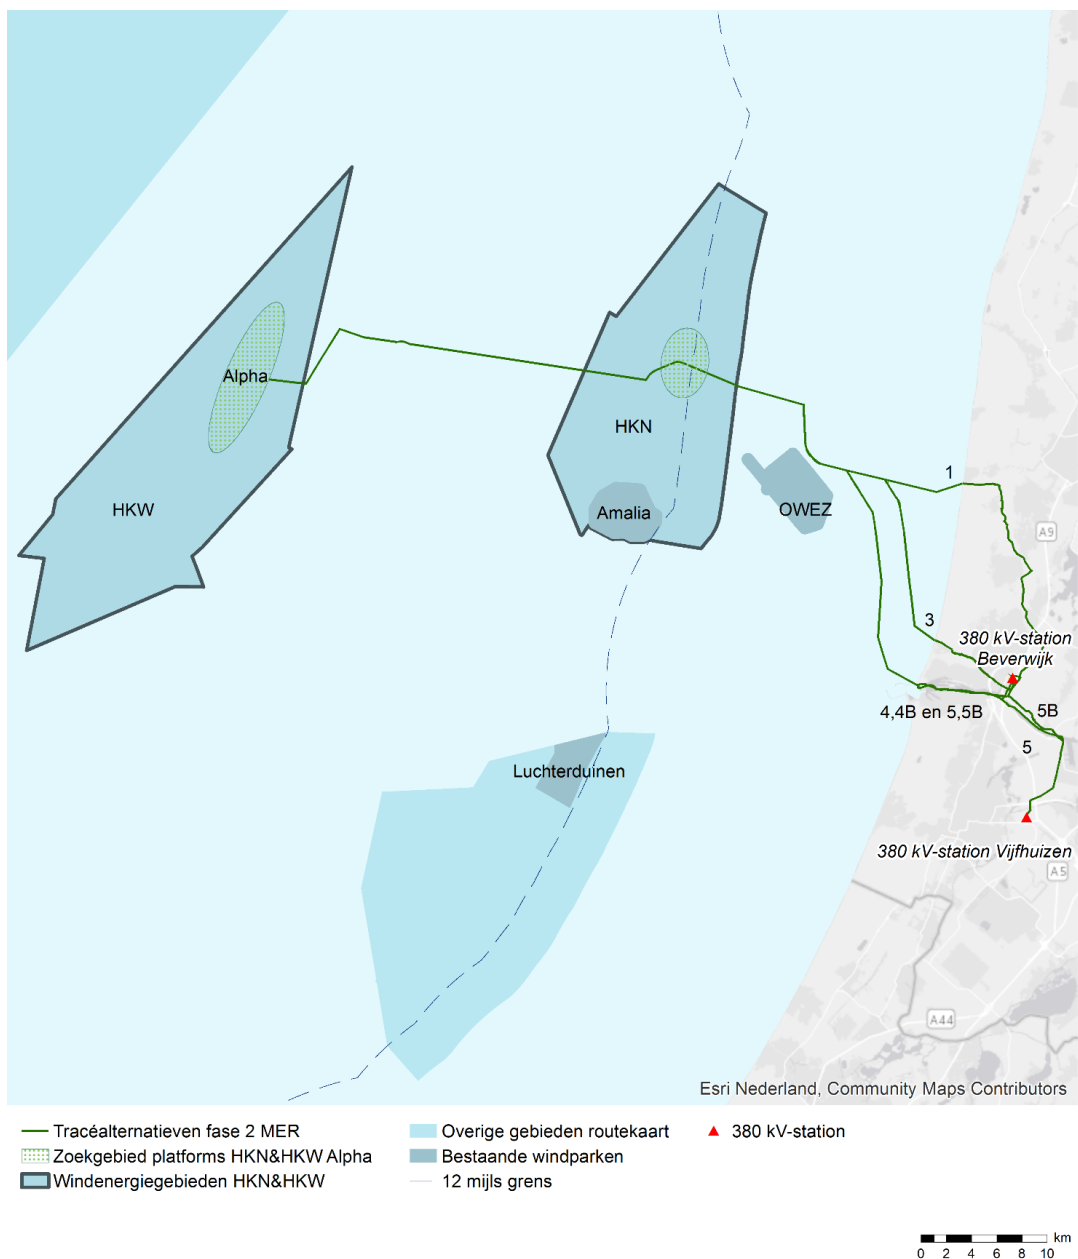 Alpha
HKN
HKW
Amalia
OWEZ
1
A9
3
380 kV-station
Beverwijk
4,4B en 5,5B
5B
5
Luchterduinen
380 kV-station Vijfhuizen
A5
A44
Esri Nederland, Community Maps Contributors
Tracéalternatieven fase 2 MER
Zoekgebied platforms HKN&HKW Alpha
Windenergiegebieden HKN&HKW
Overige gebieden routekaart
Bestaande windparken
12 mijls grens
380 kV-station
km
0 2 4 6 8 10